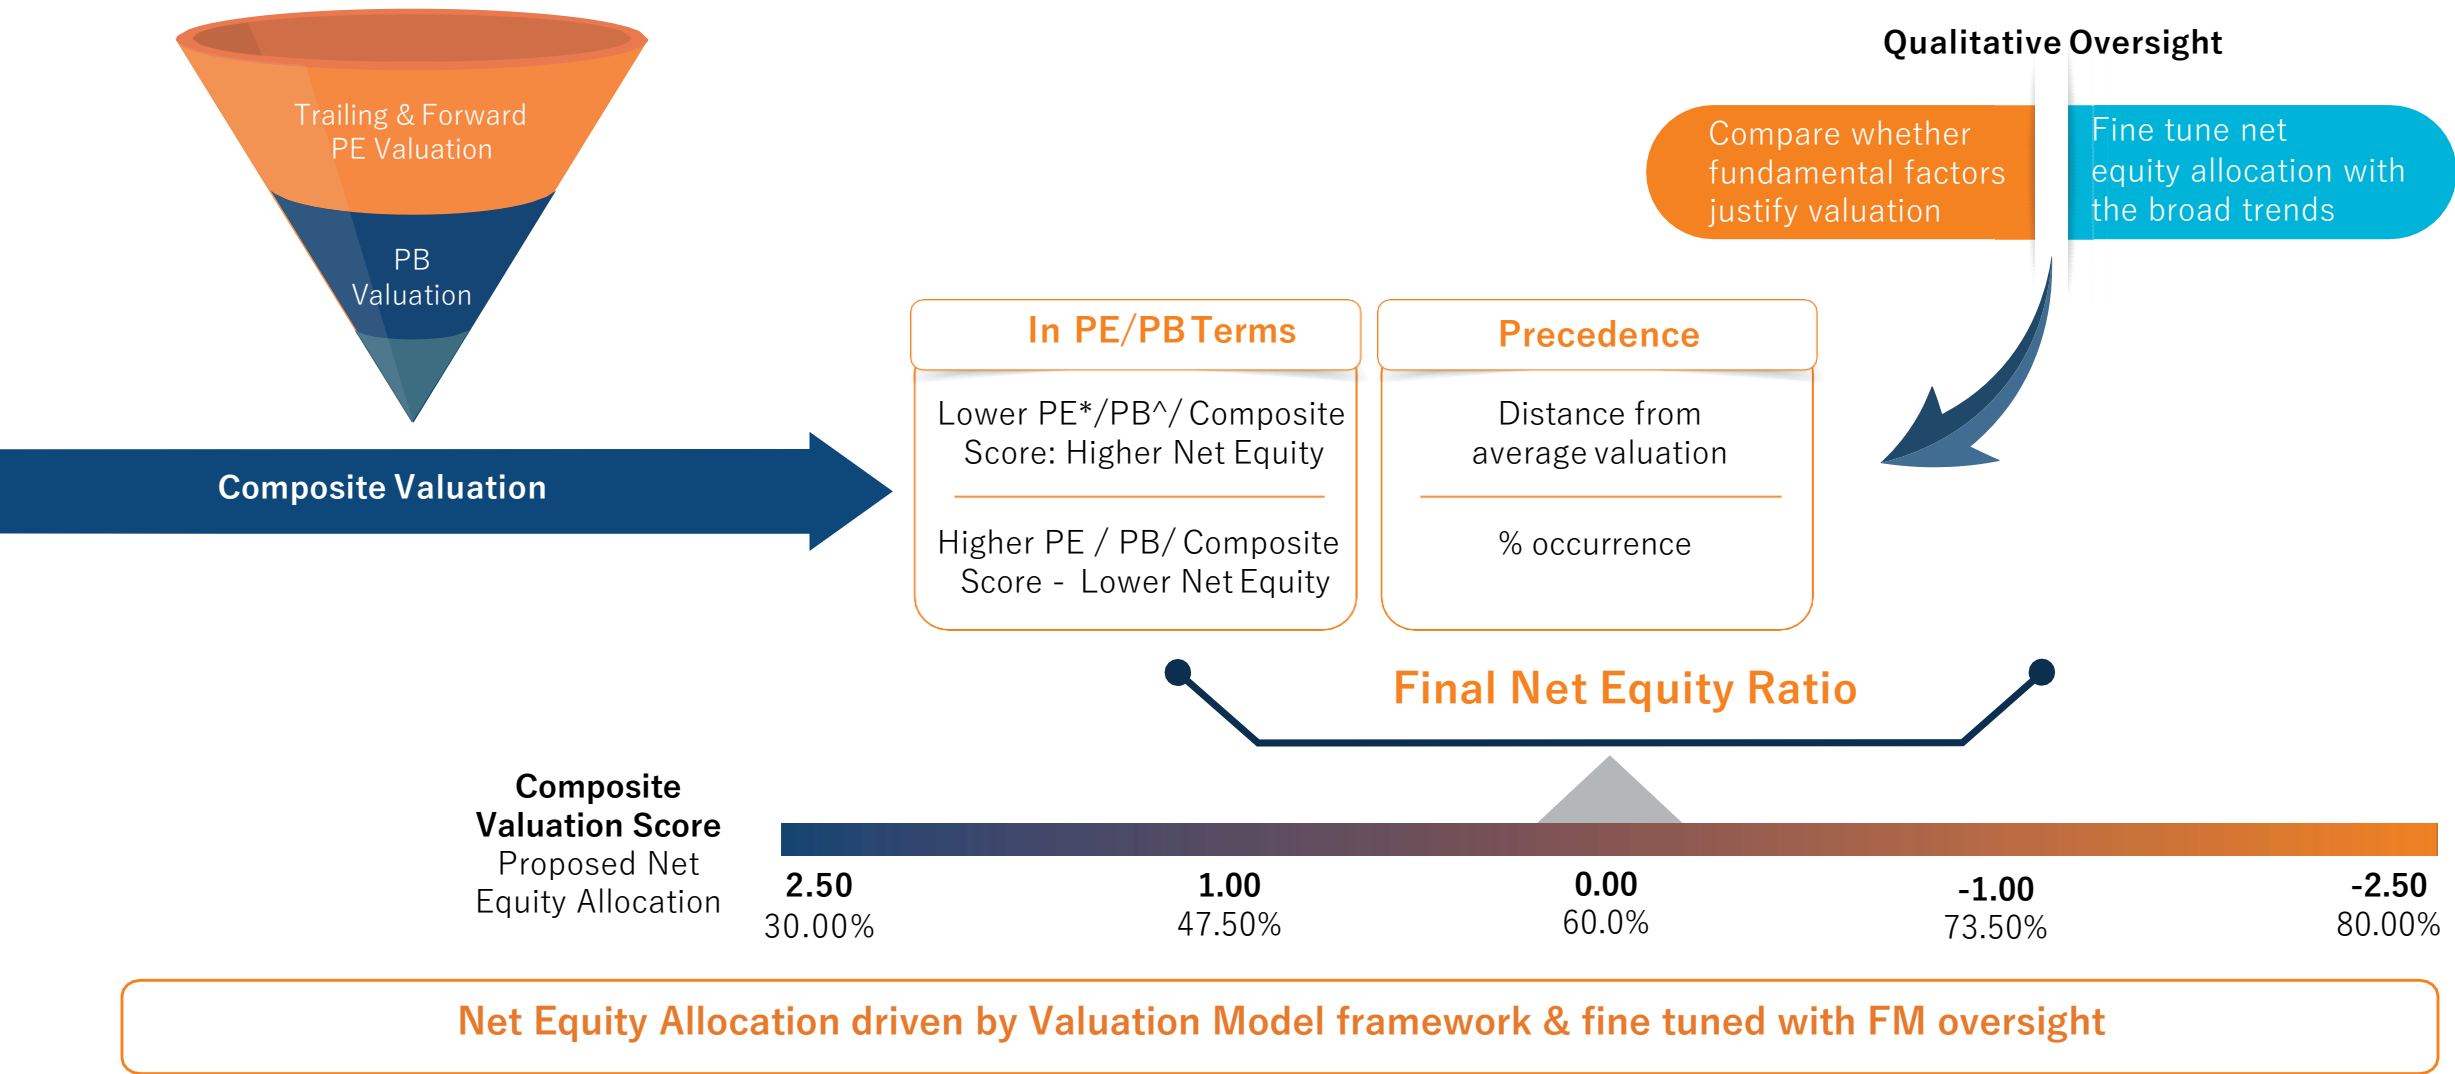 Trailing & Forward
PE Valuation
PB
Valuation
Composite Valuation
Qualitative Oversight
Compare whether
fundamental factors
justify valuation
Fine tune net
equity allocation with
the broad trends
In PE/PB Terms
Lower PE*/PB^/ Composite
Score: Higher Net Equity
Higher PE / PB/ Composite
Score - Lower Net Equity
Precedence
Distance from
average valuation
% occurrence
Final Net Equity Ratio
Composite
Valuation Score
Proposed Net
Equity Allocation
2.50
30.00%
1.00
47.50%
0.00
60.0%
-1.00
73.50%
-2.50
80.00%
Net Equity Allocation driven by Valuation Model framework & fine tuned with FM oversight